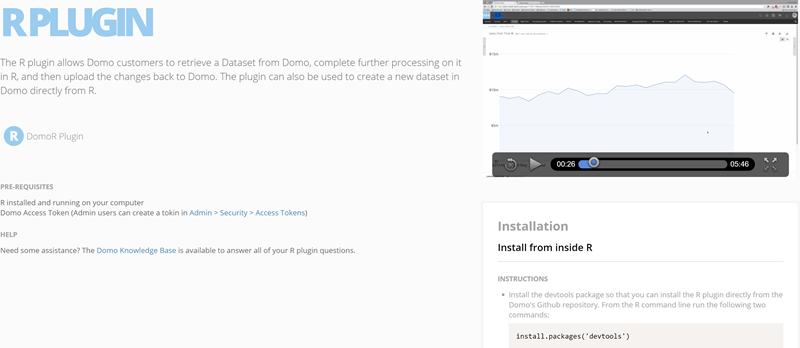 R PLUGIN
The R plugin allows Domo customers to retrieve a Dataset from Domo, complete further processing on it
in R, and then upload the changes back to Domo. The plugin can also be used to create a new dataset in
Domo directly from R.
R DomoR Plugin
PRE-REQUISITES
R installed and running on your computer
Domo Access Token (Admin users can create a tokin in Admin > Security > Access Tokens)
HELP
Need some assistance? The Domo Knowledge Base is available to answer all of your R plugin questions.
00:26
05:46
Installation
Install from inside R
INSTRUCTIONS
• Install the devtools package so that you can install the R plugin directly from the
Domo's Github repository. From the R command line run the following two
commands:
install.packages('devtools')